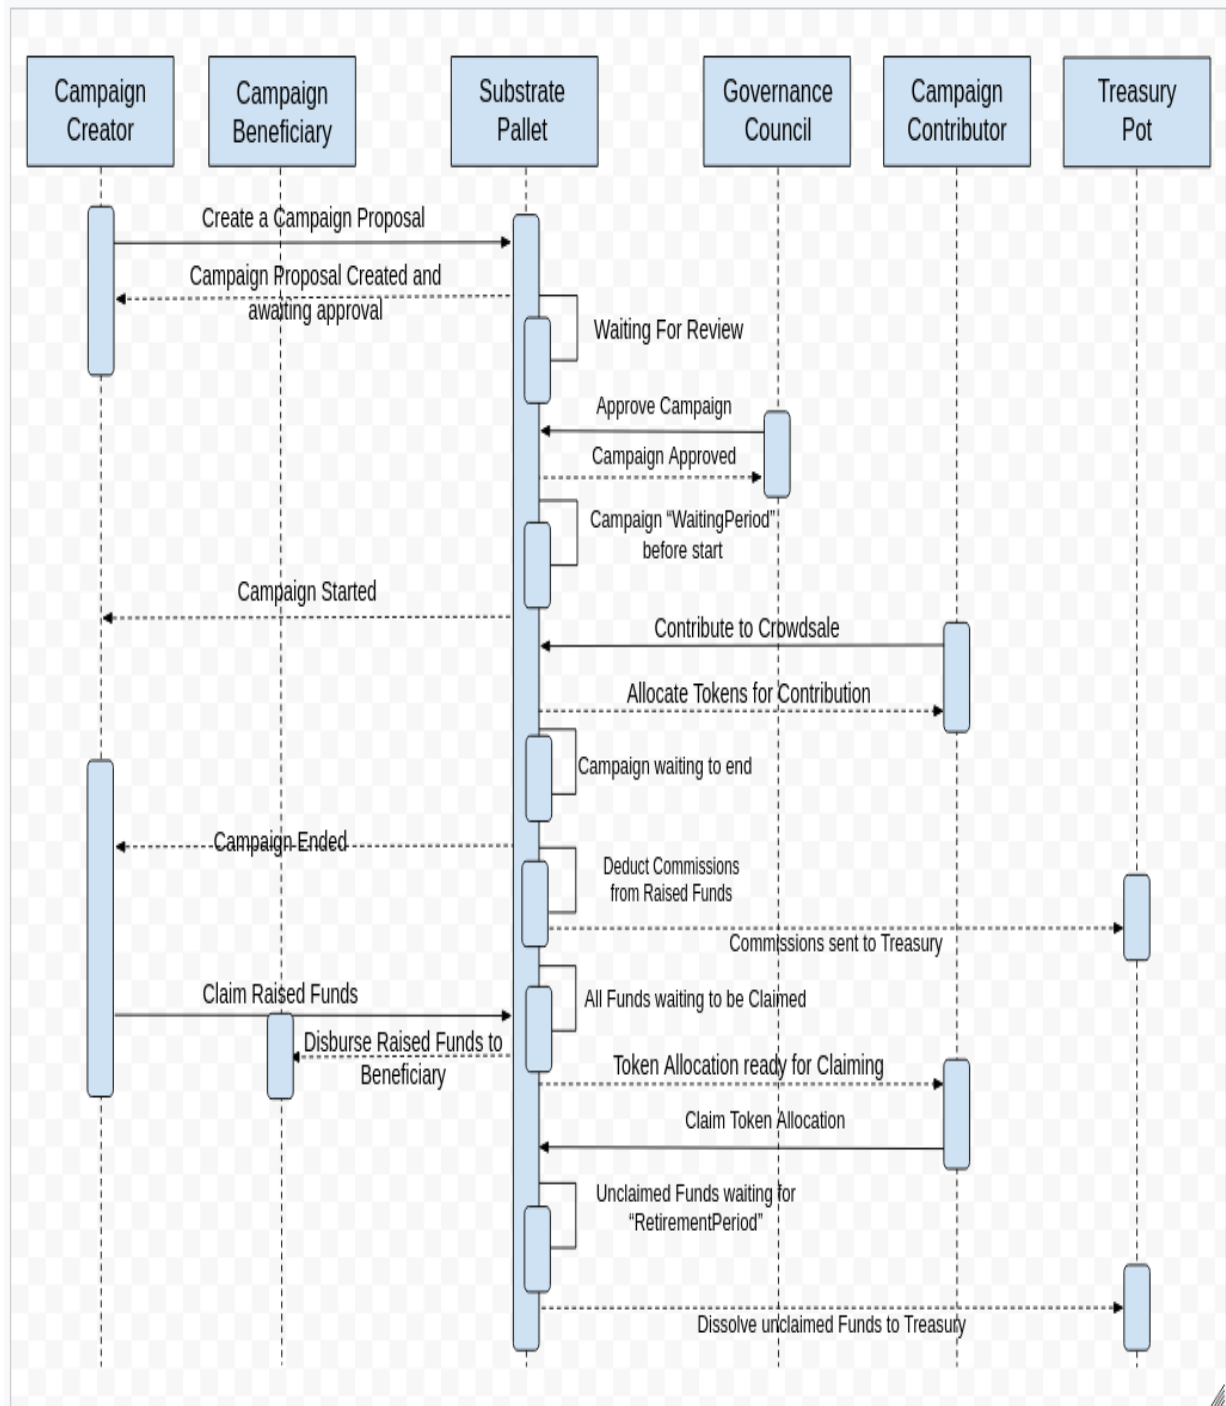 Campaign
Creator
Campaign
Beneficiary
Substrate
Pallet
Governance
Council
Campaign
Contributor
Treasury
Pot
Create a Campaign Proposal
Campaign Proposal Created and
awaiting approval
Waiting For Review
Approve Campaign
Campaign Approved
Campaign “WaitingPeriod”
before start
Campaign Started
Contribute to Crowdsale
Allocate Tokens for Contribution
Campaign waiting to end
Campaign Ended
Deduct Commissions
from Raised Funds
Commissions sent to Treasury
Claim Raised Funds
All Funds waiting to be Claimed
Disburse Raised Funds to
Beneficiary
Token Allocation ready for Claiming
Claim Token Allocation
Unclaimed Funds waiting for
“RetirementPeriod”
Dissolve unclaimed Funds to Treasury